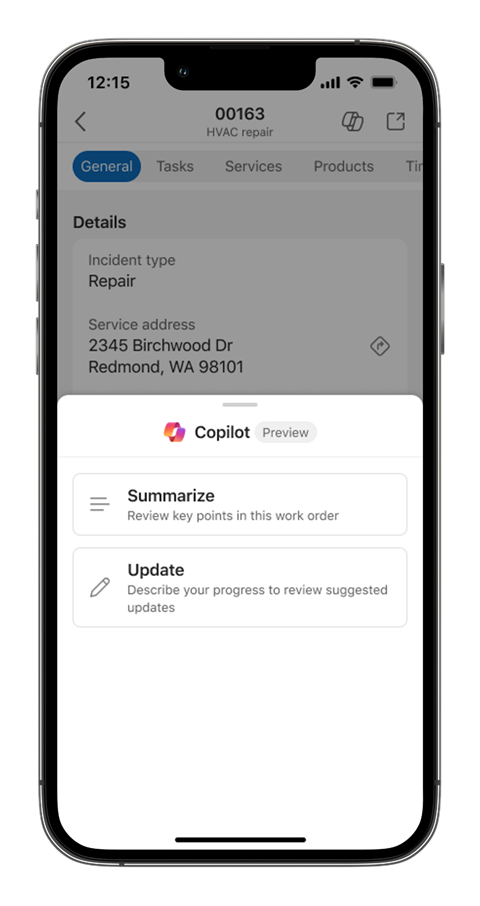 12:15
00163
HVAC repair
General Tasks Services Products
Details
Incident type
Repair
Service address
2345 Birchwood Dr
Redmond, WA 98101
Copilot Preview
Summarize
Review key points in this work order
Update
Describe your progress to review suggested
updates